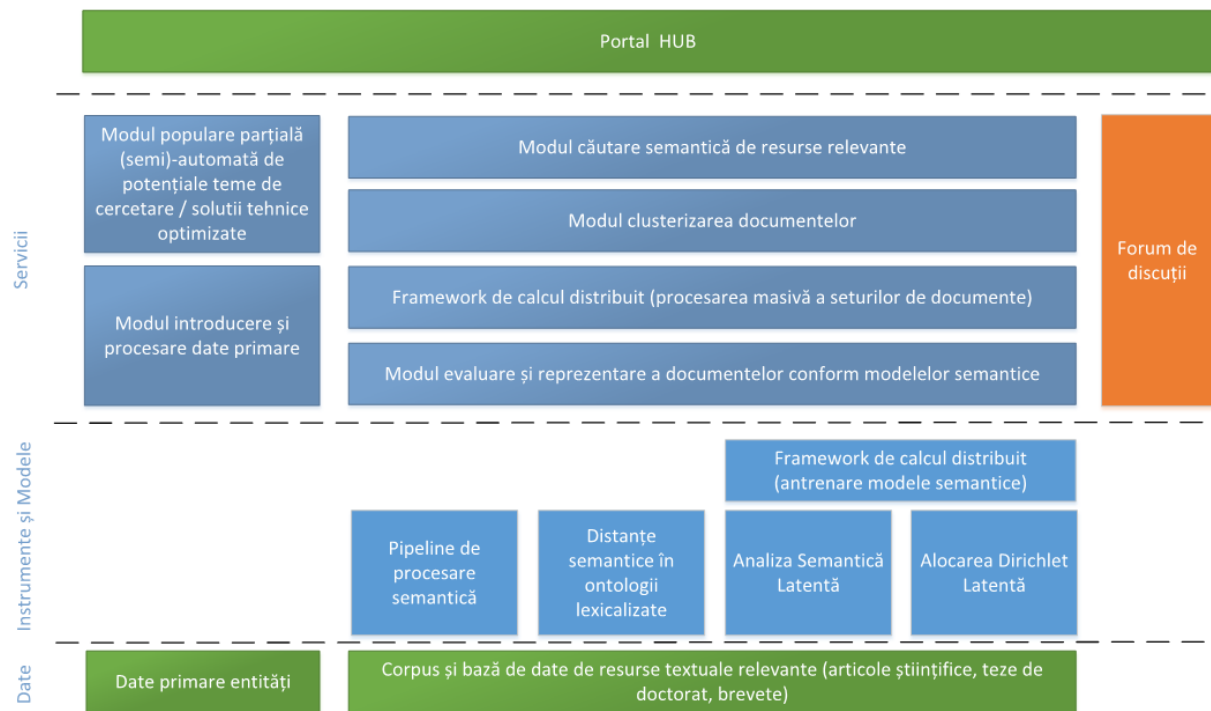 Portal HUB
Servicii
Modul populare parțială
(semi)-automată de
potențiale teme de
cercetare / solutii tehnice
optimizate
Modul introducere și
procesare date primare
Modul căutare semantică de resurse relevante
Modul clusterizarea documentelor
Framework de calcul distribuit (procesarea masivă a seturilor de documente)
Modul evaluare și reprezentare a documentelor conform modelelor semantice
Forum de
discuții
Instrumente și Modele
Framework de calcul distribuit
(antrenare modele semantice)
Pipeline de
procesare
semantică
Distanțe
semantice în
ontologii
lexicalizate
Analiza Semantică
Latentă
Alocarea Dirichlet
Latentă
Date
Date primare entități
Corpus și bază de date de resurse textuale relevante (articole științifice, teze de
doctorat, brevete)